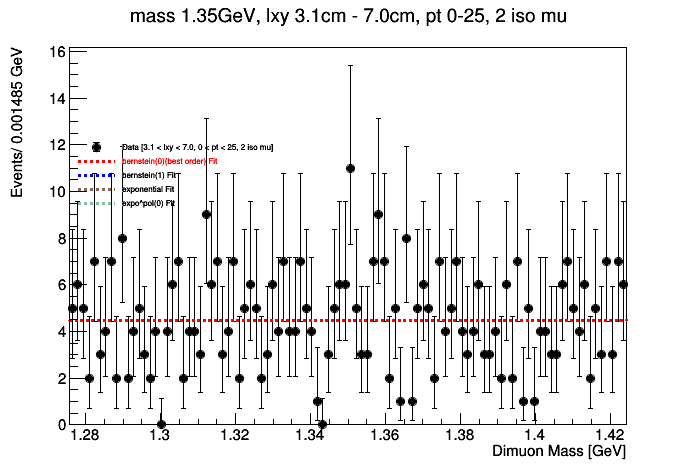 mass 1.35GeV, lxy 3.1cm - 7.0cm, pt 0-25, 2 iso mu
Events/ 0.001485 GeV
16
14
12
10
8
6
4
2
0
Data [3.1 < lxy < 7.0, 0 < pt < 25, 2 iso mu]
bernstein(0)(best order) Fit
bernstein(1) Fit
exponential Fit
expo*pol(0) Fit
1.28 1.3 1.32 1.34 1.36 1.38 1.4 1.42
Dimuon Mass [GeV]